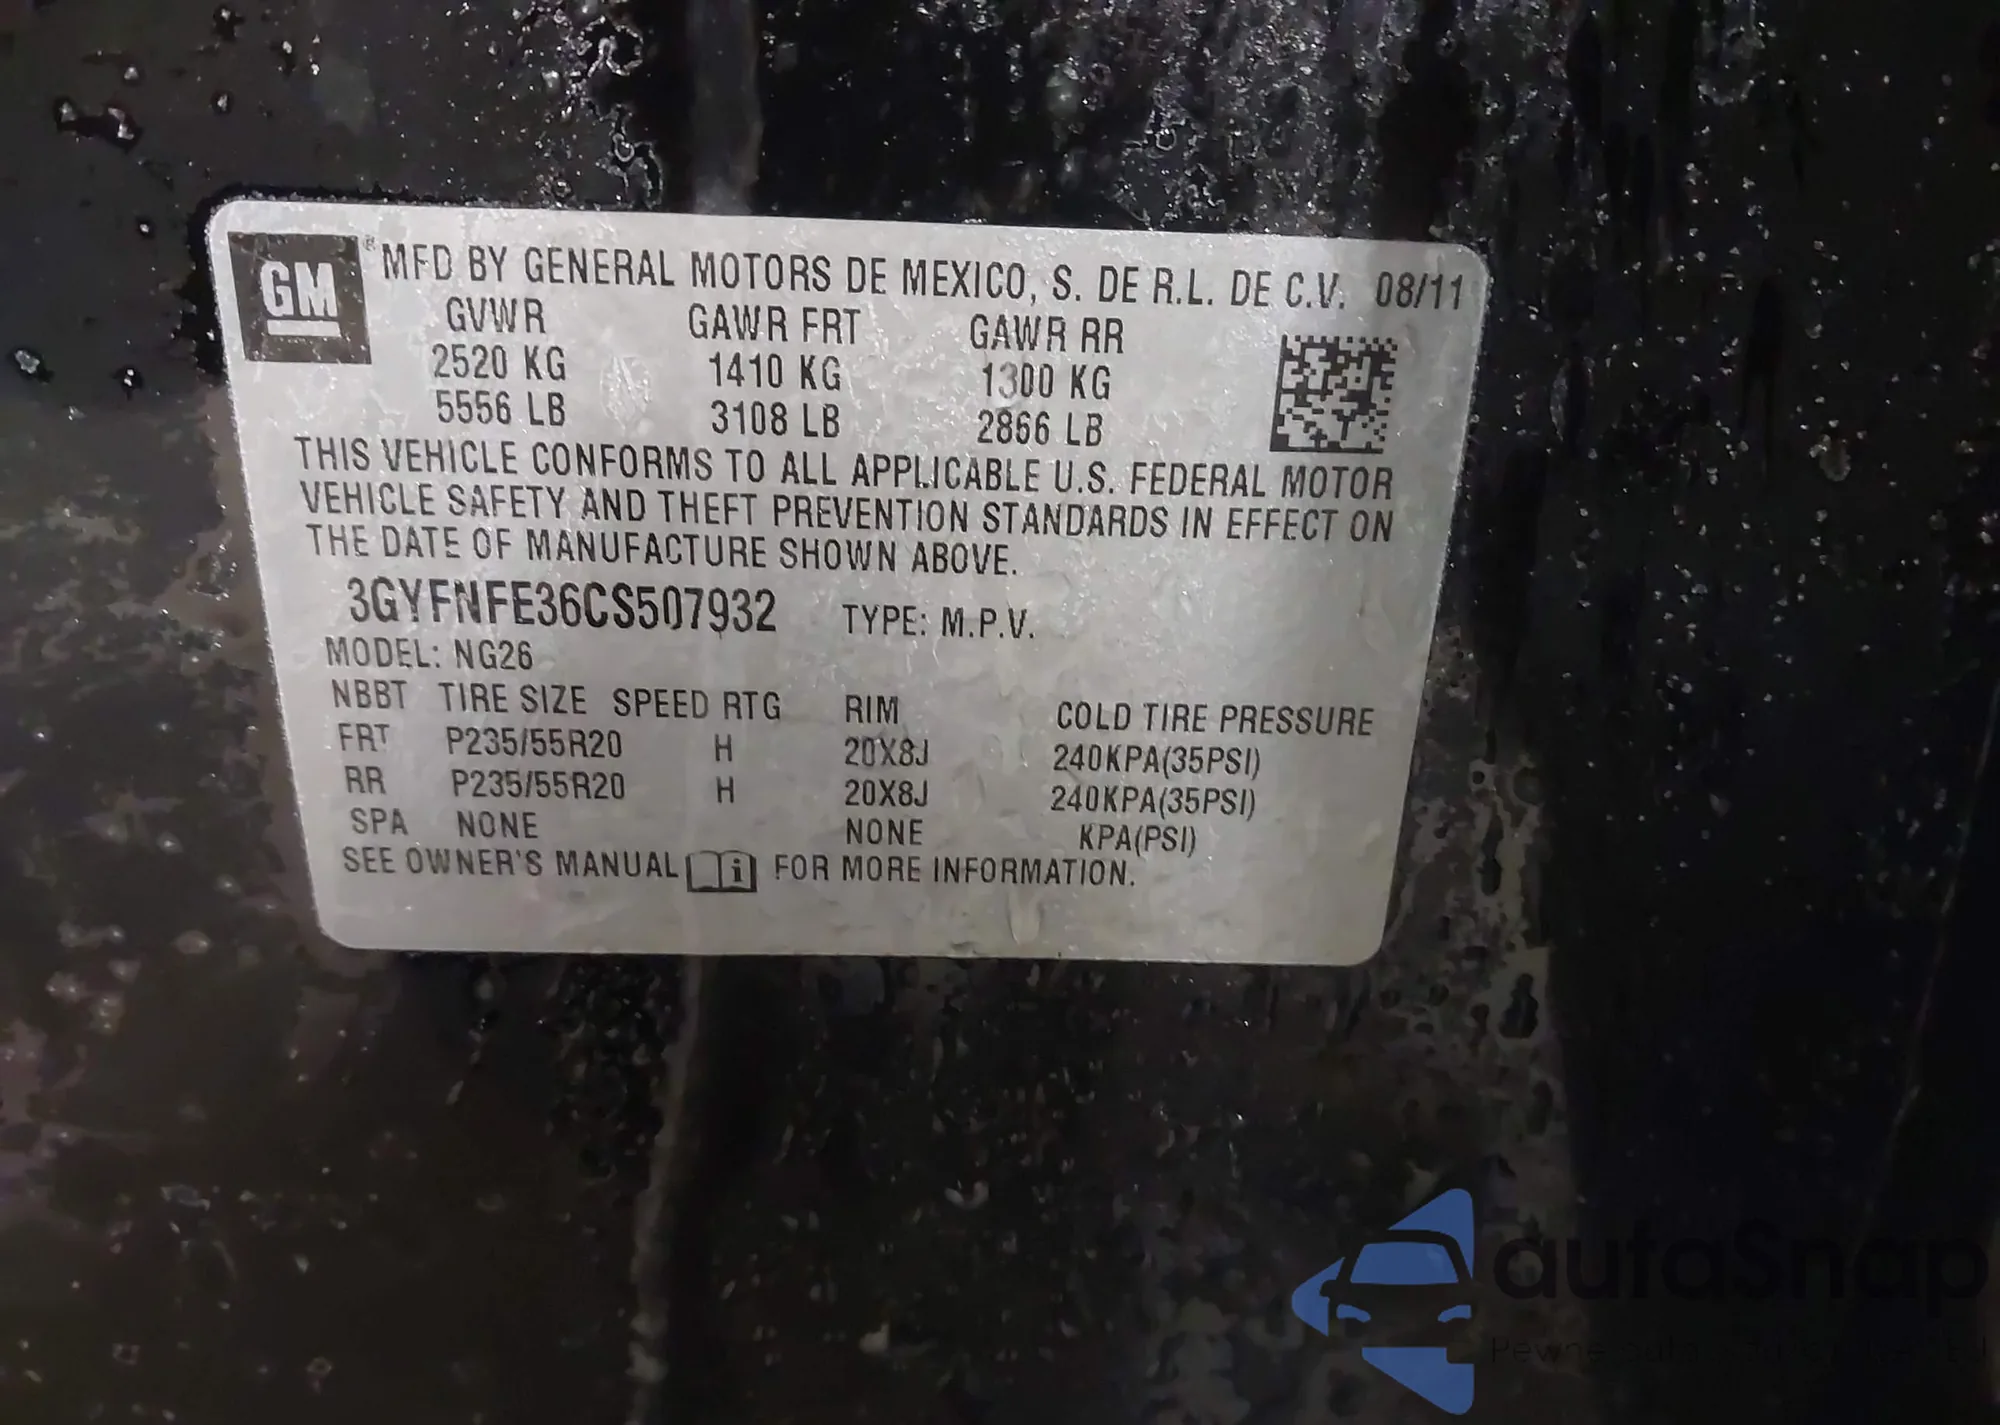 GM ® MFD BY GENERAL MOTORS DE MEXICO, S. DE R.L. DE C.V. 08/11
GVWR GAWR FRT GAWR RR
2520 KG 1410 KG 1300 KG
5556 LB 3108 LB 2866 LB
THIS VEHICLE CONFORMS TO ALL APPLICABLE U.S. FEDERAL MOTOR
VEHICLE SAFETY AND THEFT PREVENTION STANDARDS IN EFFECT ON
THE DATE OF MANUFACTURE SHOWN ABOVE.
3GYFNFE36CS507932 TYPE: M.P.V.
MODEL: NG26
NBBT TIRE SIZE SPEED RTG RIM COLD TIRE PRESSURE
FRT P235/55R20 H 20X8J 240KPA(35PSI)
RR P235/55R20 H 20X8J 240KPA(35PSI)
SPA NONE NONE KPA(PSI)
SEE OWNER'S MANUAL i FOR MORE INFORMATION.
autaSnap
Pewne auta